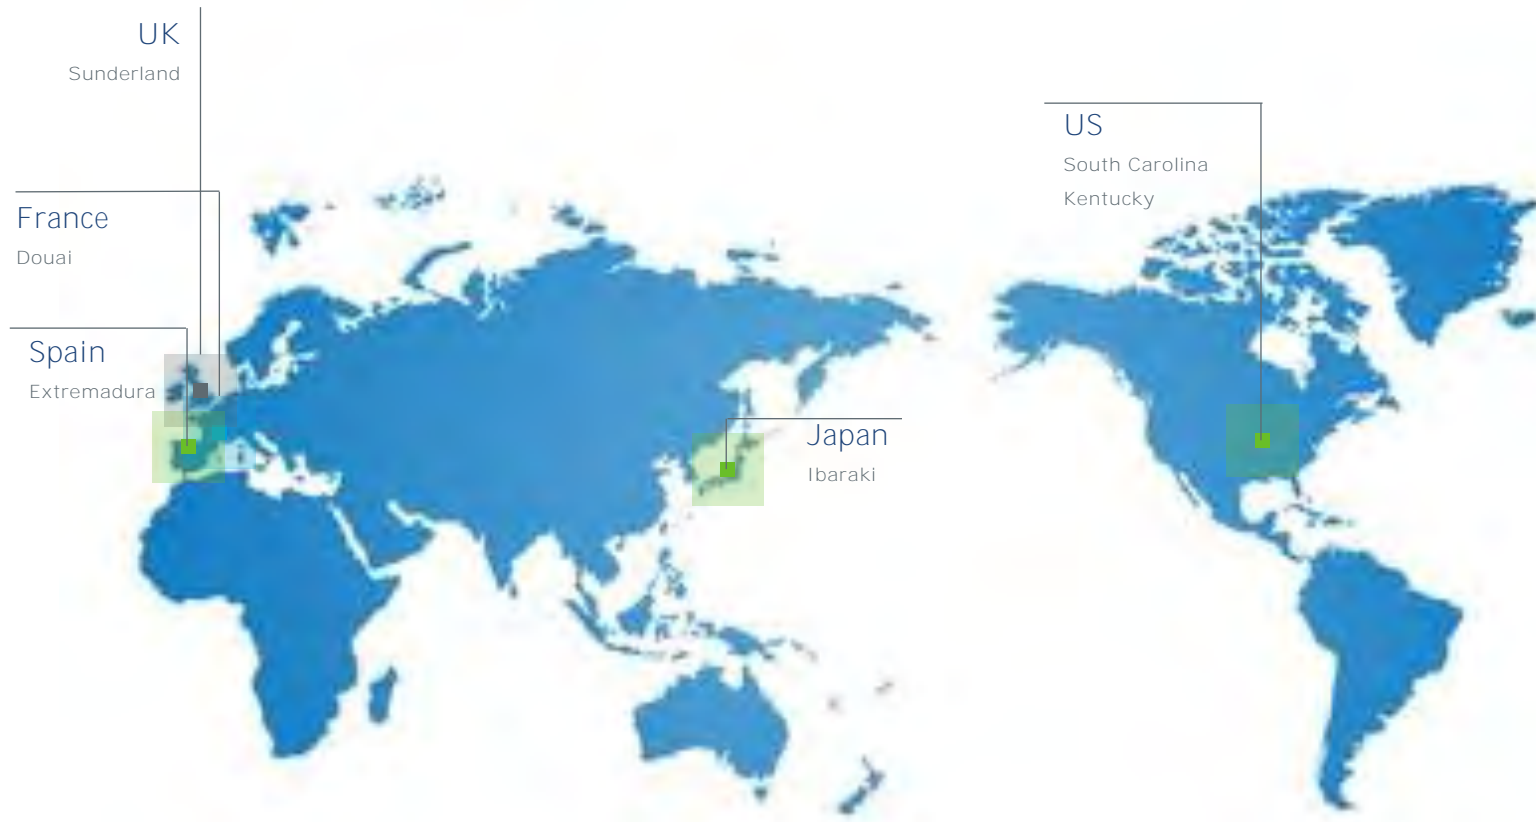 UK
Sunderland
France
Douai
Spain
Extremadura
Japan
Ibaraki
US
South Carolina
Kentucky